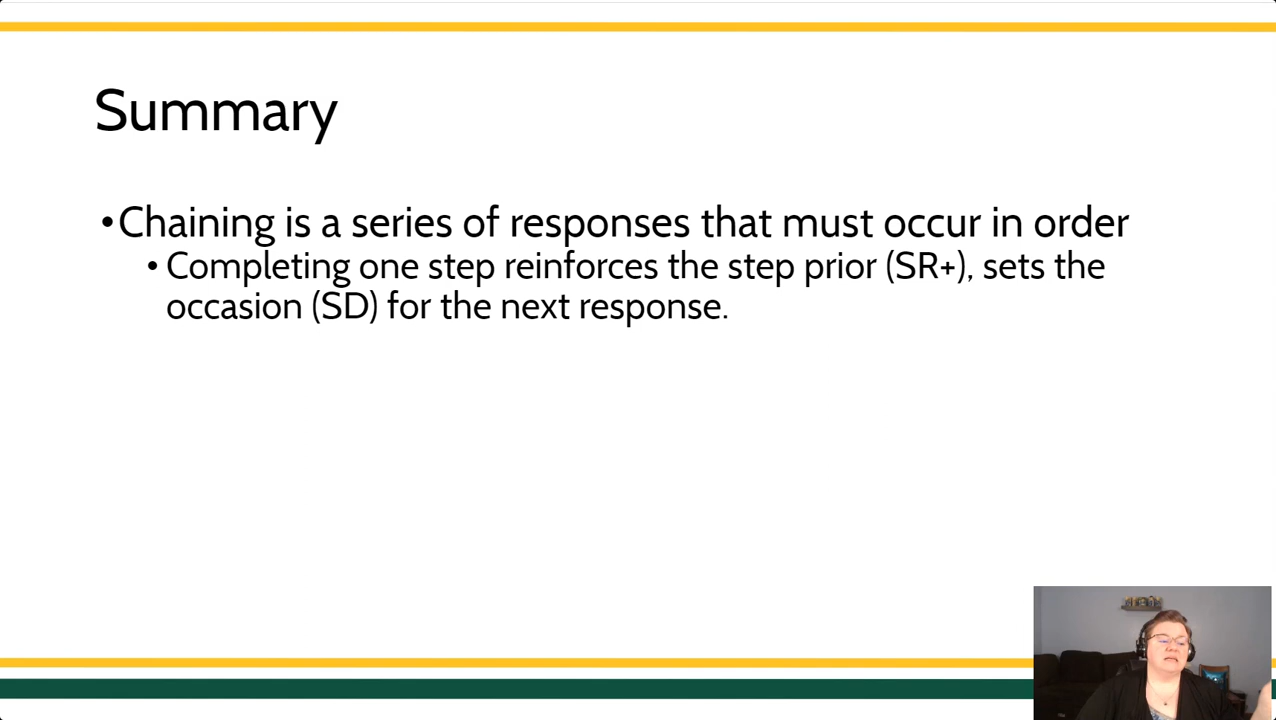 Summary
•Chaining is a series of responses that must occur in order
• Completing one step reinforces the step prior (SR+), sets the
occasion (SD) for the next response.